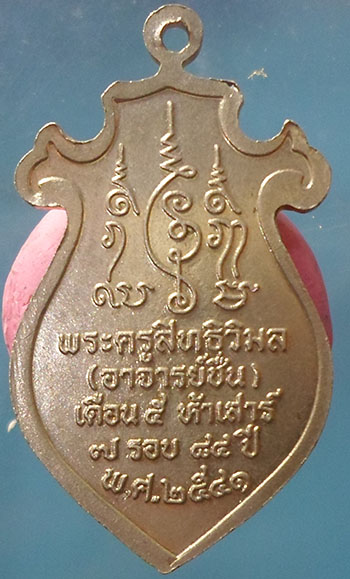 พระครูสิทธิวิมล
(อาจารย์ชื่น)
เดือน ๕ ห้าเสาร์
๗ รอบ ๘๔ ปี
พ.ศ.๒๕๔๑